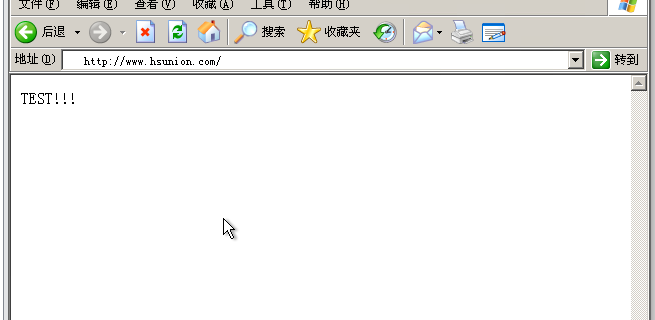 文件(F) 编辑(E) 查看(V) 收藏(A) 工具(T) 帮助(H)
后退 搜索 收藏夹
地址(D) http://www.hsunion.com/ 转到
TEST!!!